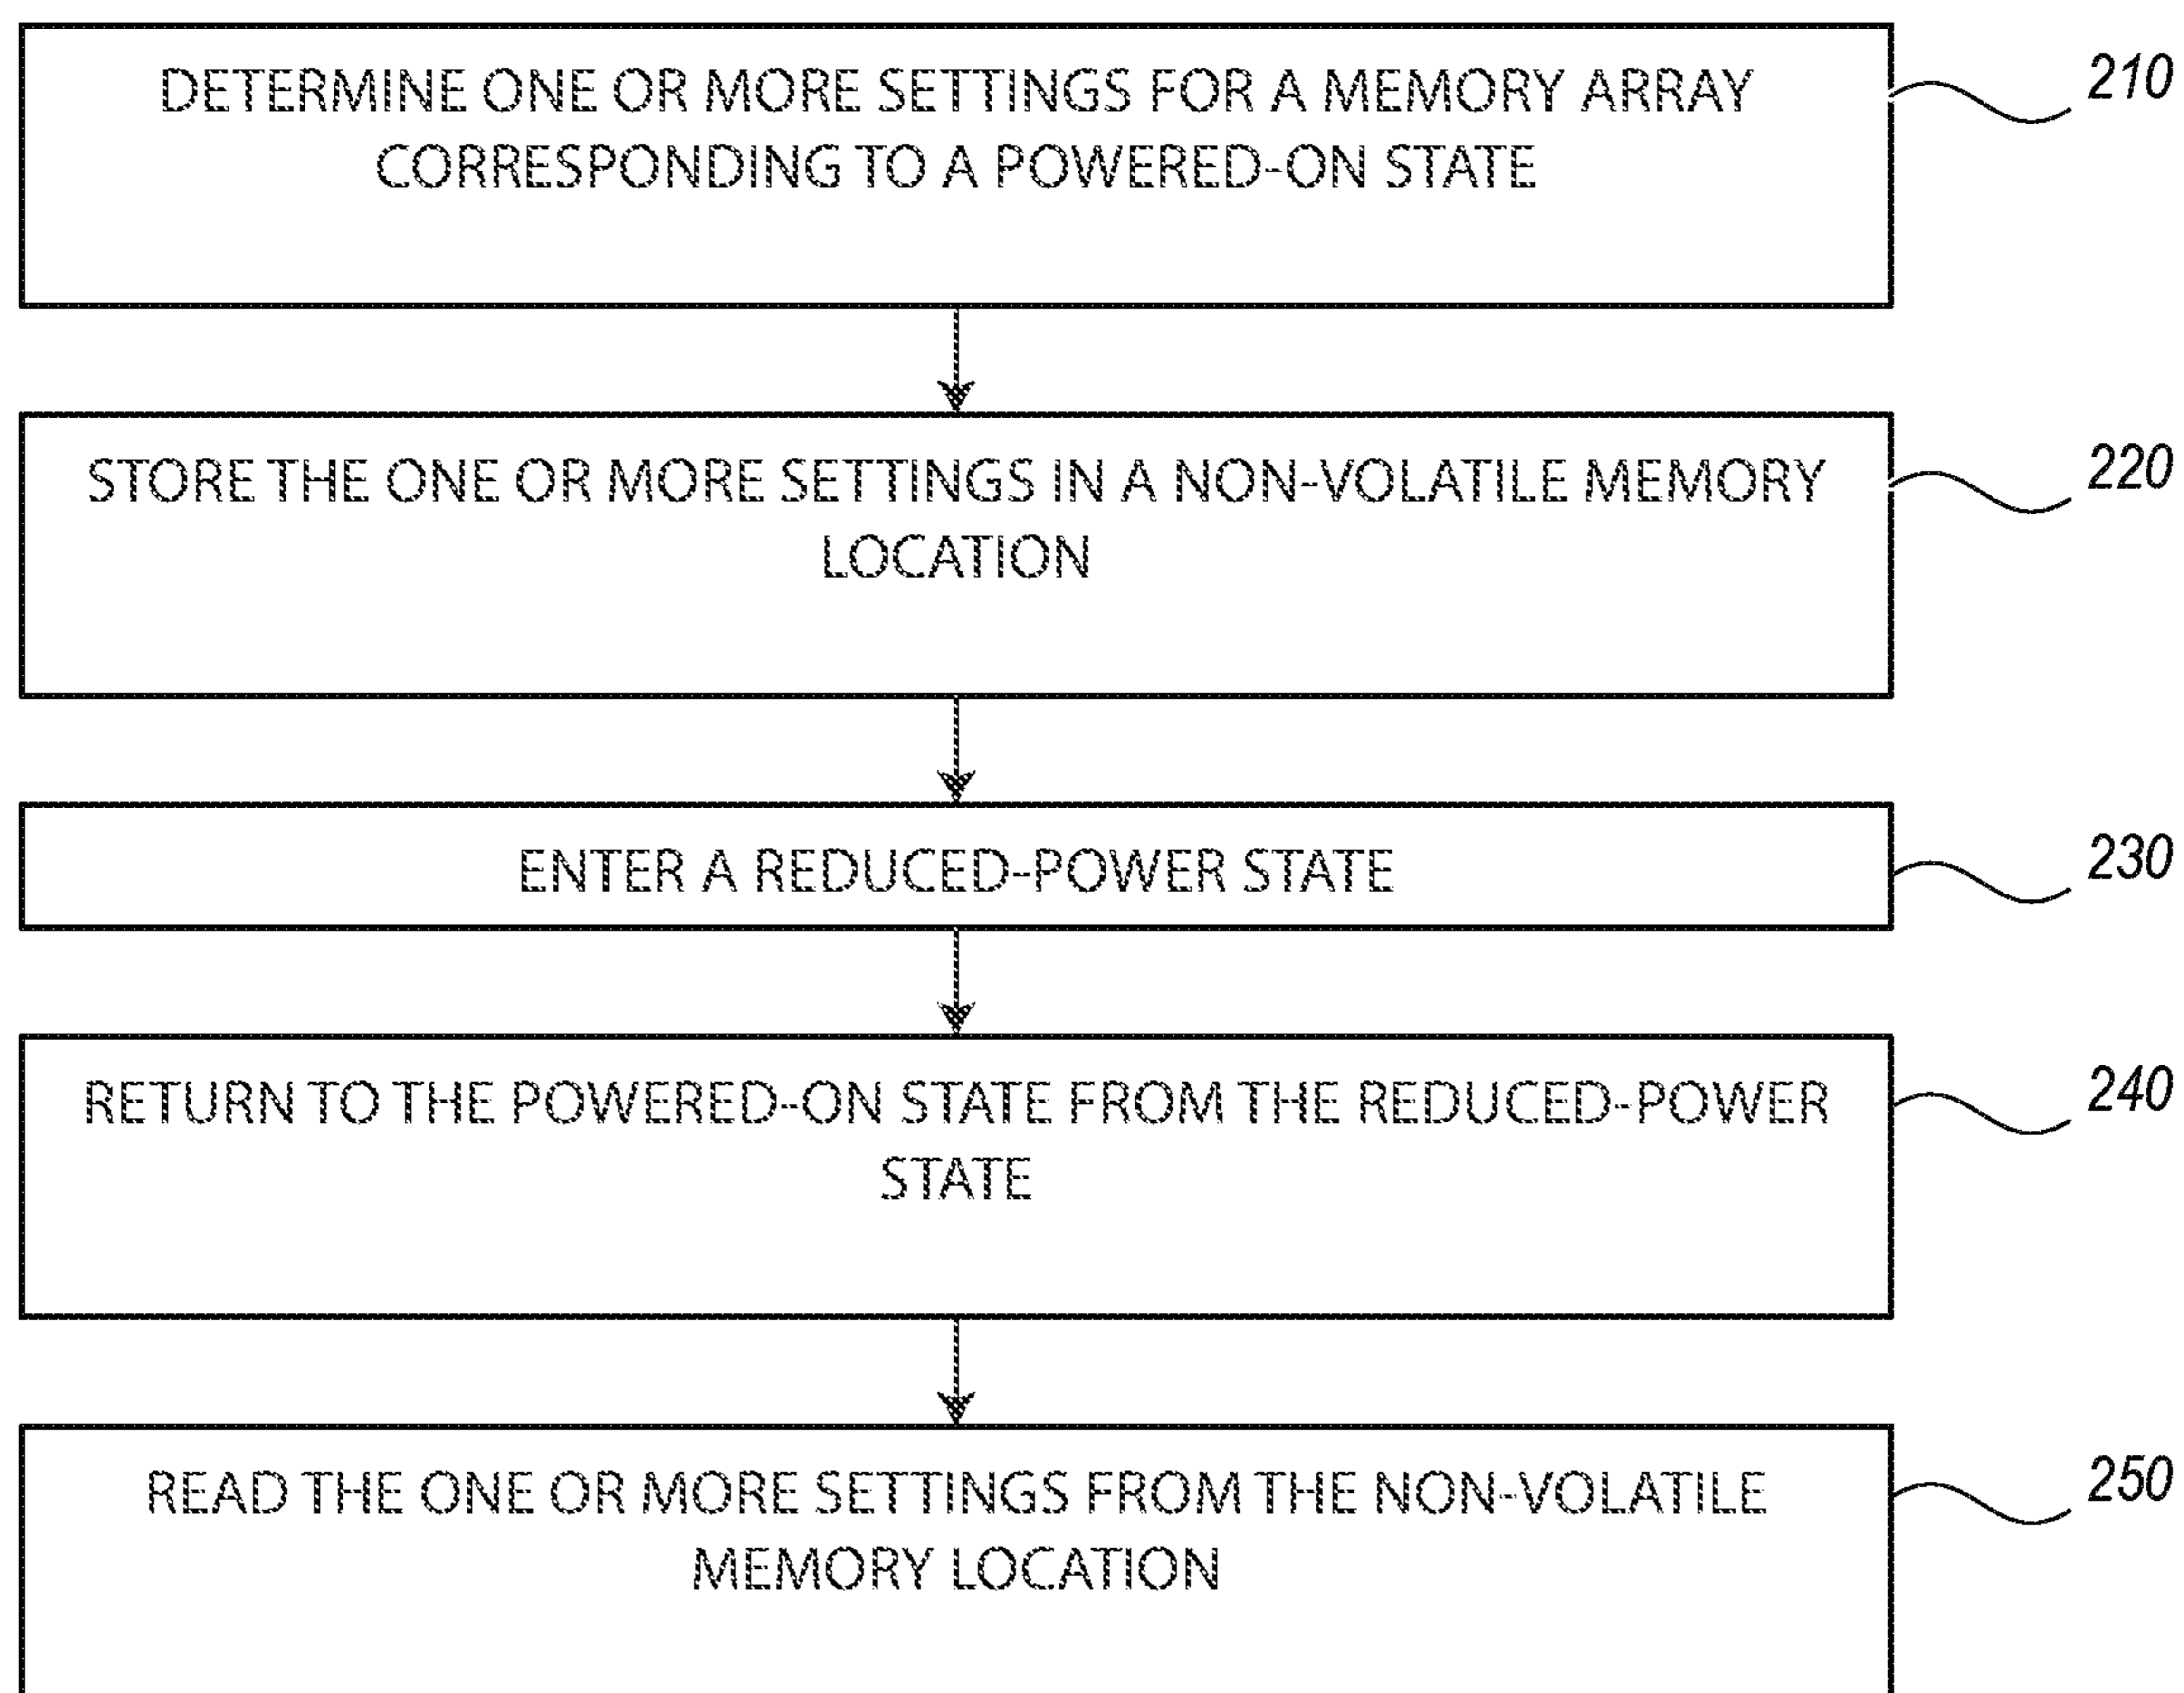 DETERMINE ONE OR MORE SETTINGS FOR A MEMORY ARRAY
CORRESPONDING TO A POWERED-ON STATE
210
STORE THE ONE OR MORE SETTINGS IN A NON-VOLATILE MEMORY
LOCATION
220
ENTER A REDUCED-POWER STATE
230
RETURN TO THE POWERED-ON STATE FROM THE REDUCED-POWER
STATE
240
READ THE ONE OR MORE SETTINGS FROM THE NON-VOLATILE
MEMORY LOCATION
250